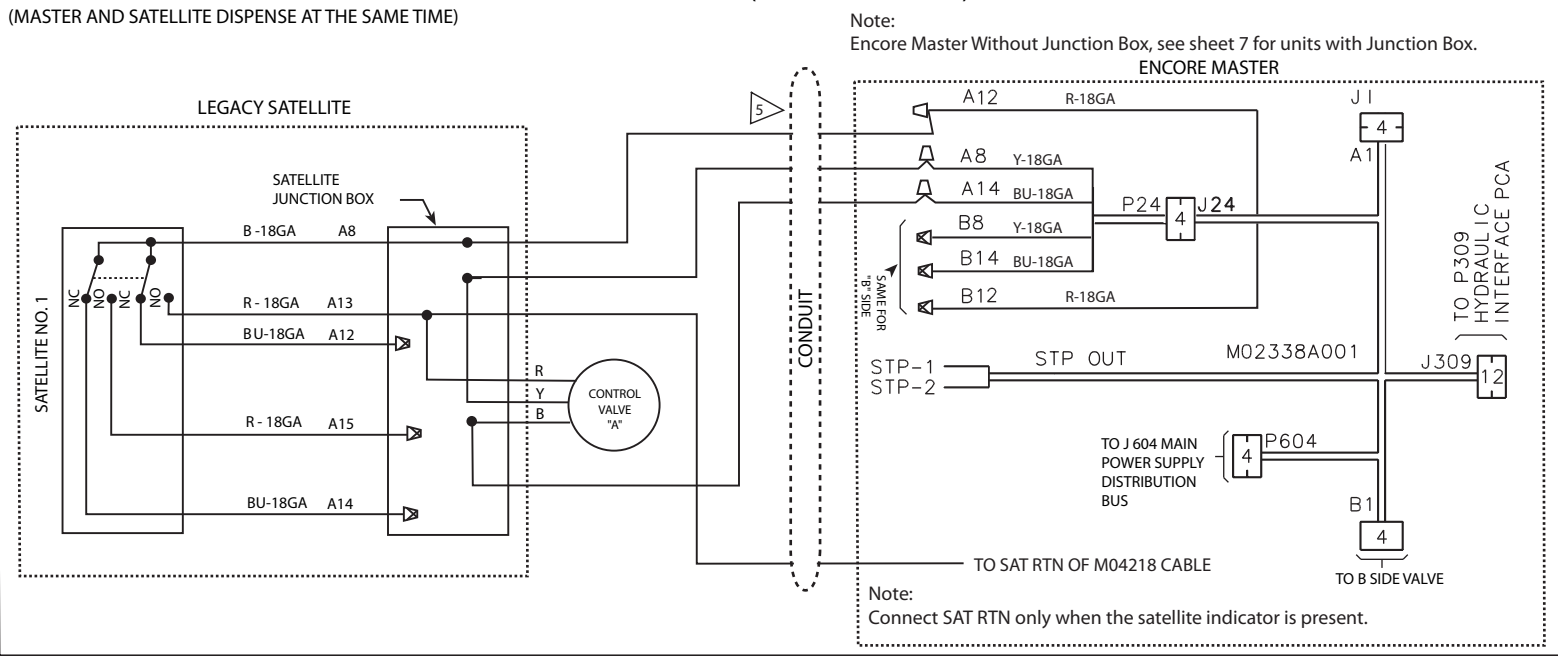 (MASTER AND SATELLITE DISPENSE AT THE SAME TIME)
Note:
Encore Master Without Junction Box, see sheet 7 for units with Junction Box.
ENCORE MASTER
LEGACY SATELLITE
SATELLITE
JUNCTION BOX
SATELLITE NO. 1
NC
NO
NC
NO
B -18GA A8
R - 18GA A13
BU-18GA A12
R - 18GA A15
BU-18GA A14
R
Y
B
CONTROL
VALVE
"A"
5
CONDUIT
A12 R-18GA
A8 Y-18GA
A14 BU-18GA
B8 Y-18GA
B14 BU-18GA
B12 R-18GA
SAME FOR
"B" SIDE
P24 4 J24
J1
4
A1
TO P309
HYDRAULIC
INTERFACE PCA
STP-1
STP-2
STP OUT
M02338A001
J309
12
TO J 604 MAIN
POWER SUPPLY
DISTRIBUTION
BUS
4
P604
B1
4
TO B SIDE VALVE
TO SAT RTN OF M04218 CABLE
Note:
Connect SAT RTN only when the satellite indicator is present.